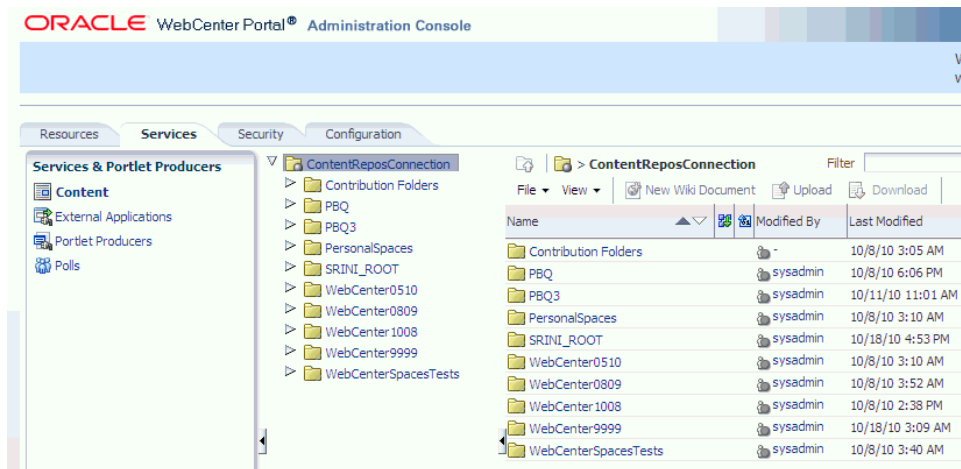 ORACLE WebCenter Portal® Administration Console
Resources Services Security Configuration
Services & Portlet Producers
Content
External Applications
Portlet Producers
Polls
ContentReposConnection
Contribution Folders
PBQ
PBQ3
PersonalSpaces
SRINI_ROOT
WebCenter0510
WebCenter0809
WebCenter1008
WebCenter9999
WebCenterSpacesTests
> ContentReposConnection Filter
File View New Wiki Document Upload Download
Name Modified By Last Modified
Contribution Folders - 10/8/10 3:05 AM
PBQ sysadmin 10/8/10 6:06 PM
PBQ3 sysadmin 10/11/10 11:01 AM
PersonalSpaces sysadmin 10/8/10 3:10 AM
SRINI_ROOT sysadmin 10/18/10 4:53 PM
WebCenter0510 sysadmin 10/8/10 3:10 AM
WebCenter0809 sysadmin 10/8/10 3:52 AM
WebCenter1008 sysadmin 10/8/10 2:38 PM
WebCenter9999 sysadmin 10/18/10 3:09 AM
WebCenterSpacesTests sysadmin 10/8/10 3:40 AM